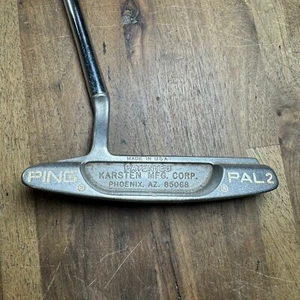 MADE IN U.S.A.
KARSTEN MFG. CORP.
PHOENIX, AZ. 85068
PING
PAL 2